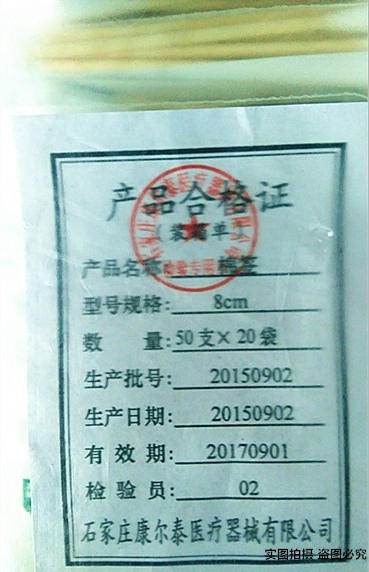 产品合格证
（装箱单）
产品名称 棉签
型号规格： 8cm
数 量：50支×20袋
生产批号： 20150902
生产日期： 20150902
有效期： 20170901
检验员： 02
石家庄康尔泰医疗器械有限公司
实图拍摄 盗图必究